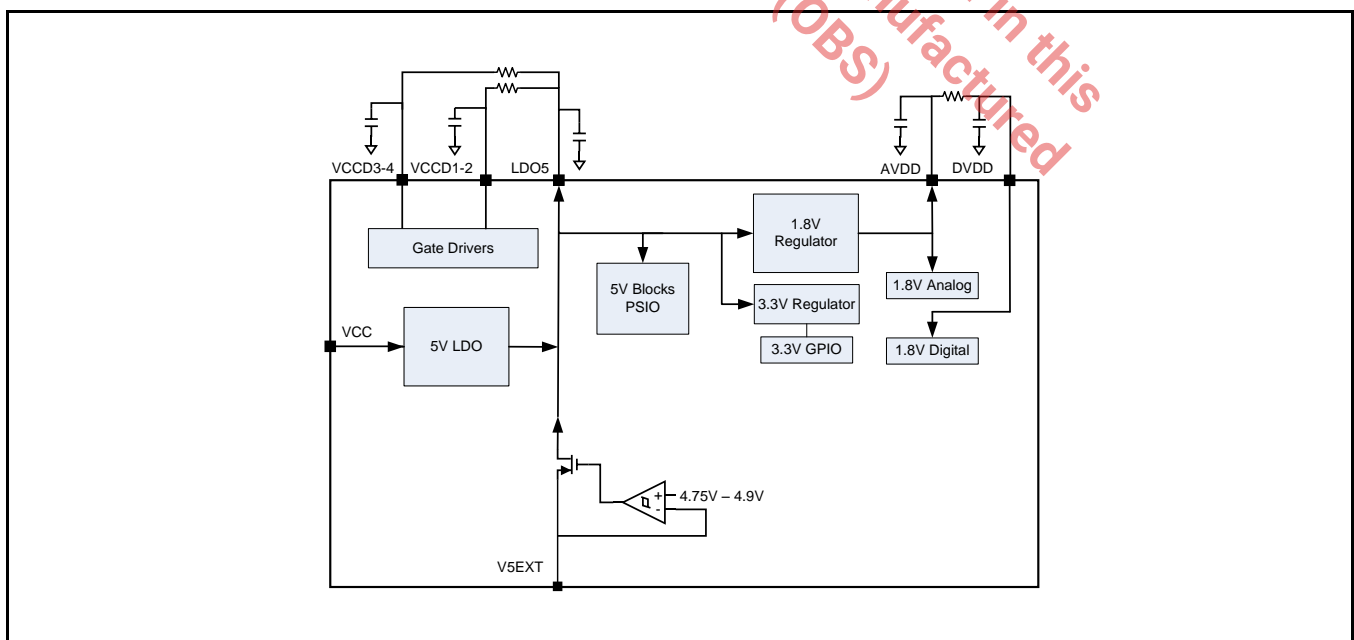 in this
nufactured
(OBS)
VCCD3-4
VCCD1-2
LDO5
AVDD
DVDD
Gate Drivers
1.8V
Regulator
5V Blocks
PSIO
1.8V Analog
3.3V Regulator
VCC
5V LDO
3.3V GPIO
1.8V Digital
+
-
4.75V – 4.9V
V5EXT